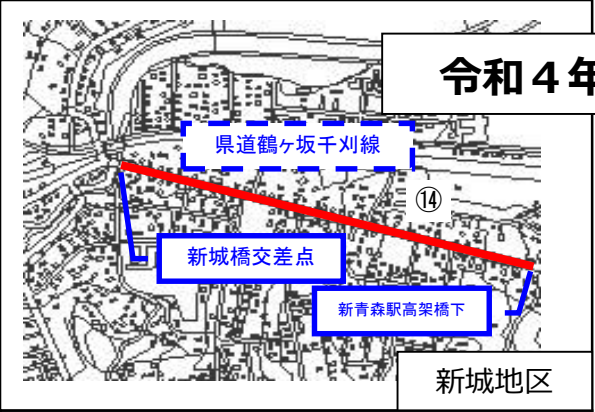 令和４年
県道鶴ヶ坂千刈線
⑭
新城橋交差点
新青森駅高架橋下
新城地区